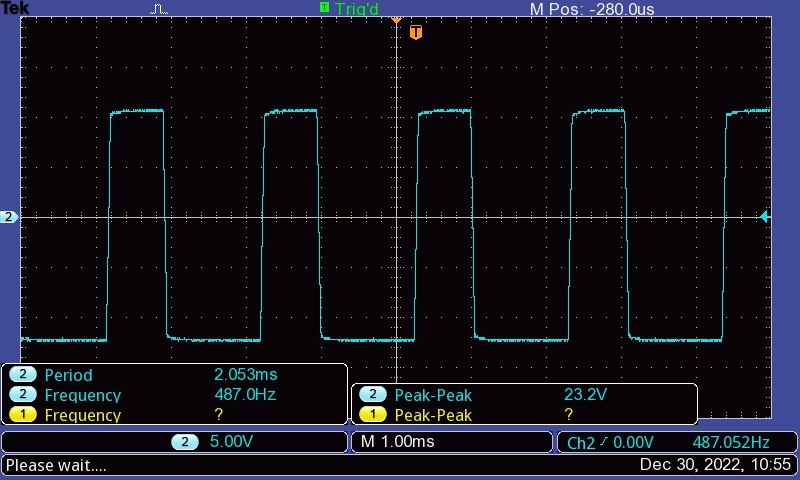 Tek T Trig'd M Pos: -280.0us
T
2
2 Period 2.053ms
2 Frequency 487.0Hz
1 Frequency ?
2 Peak-Peak 23.2V
1 Peak-Peak ?
2 5.00V M 1.00ms Ch2 0.00V 487.052Hz
Please wait.... Dec 30, 2022, 10:55